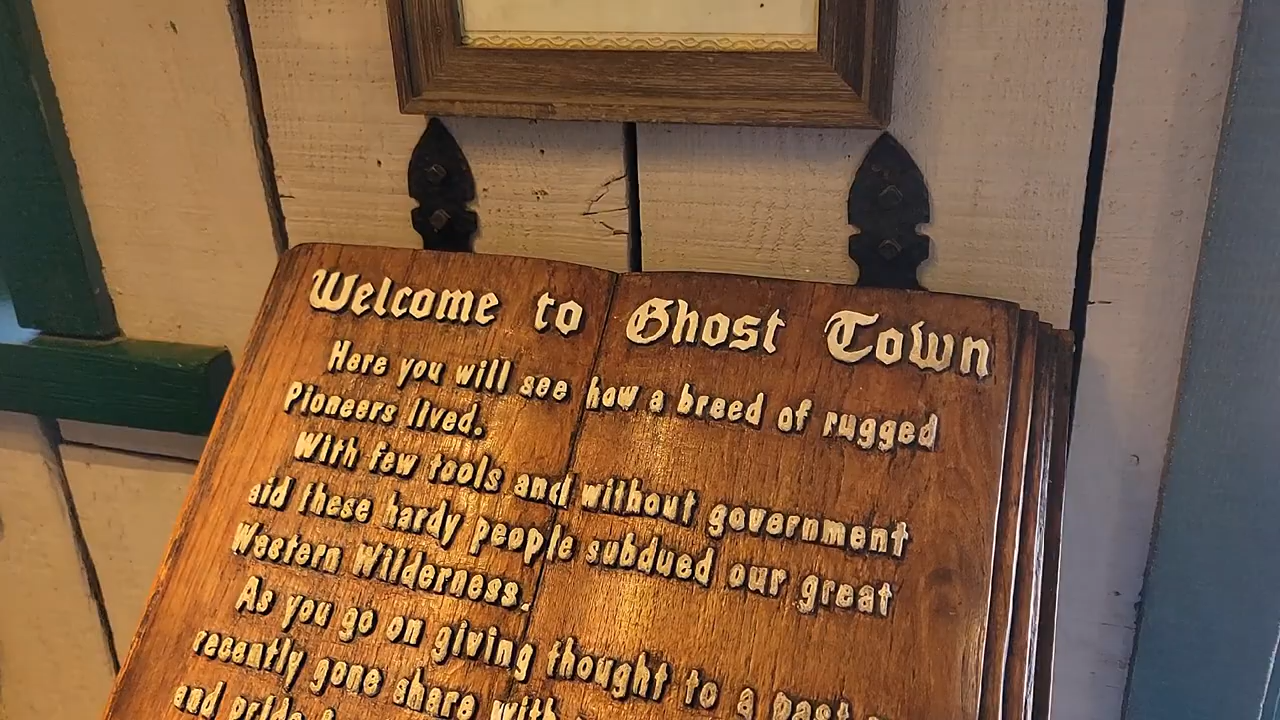 Welcome to Ghost Town
Here you will see how a breed of rugged
Pioneers lived.
With few tools and without government
aid these hardy people subdued our great
Western Wilderness.
As you go on giving thought to a past
recently gone share with
and pride